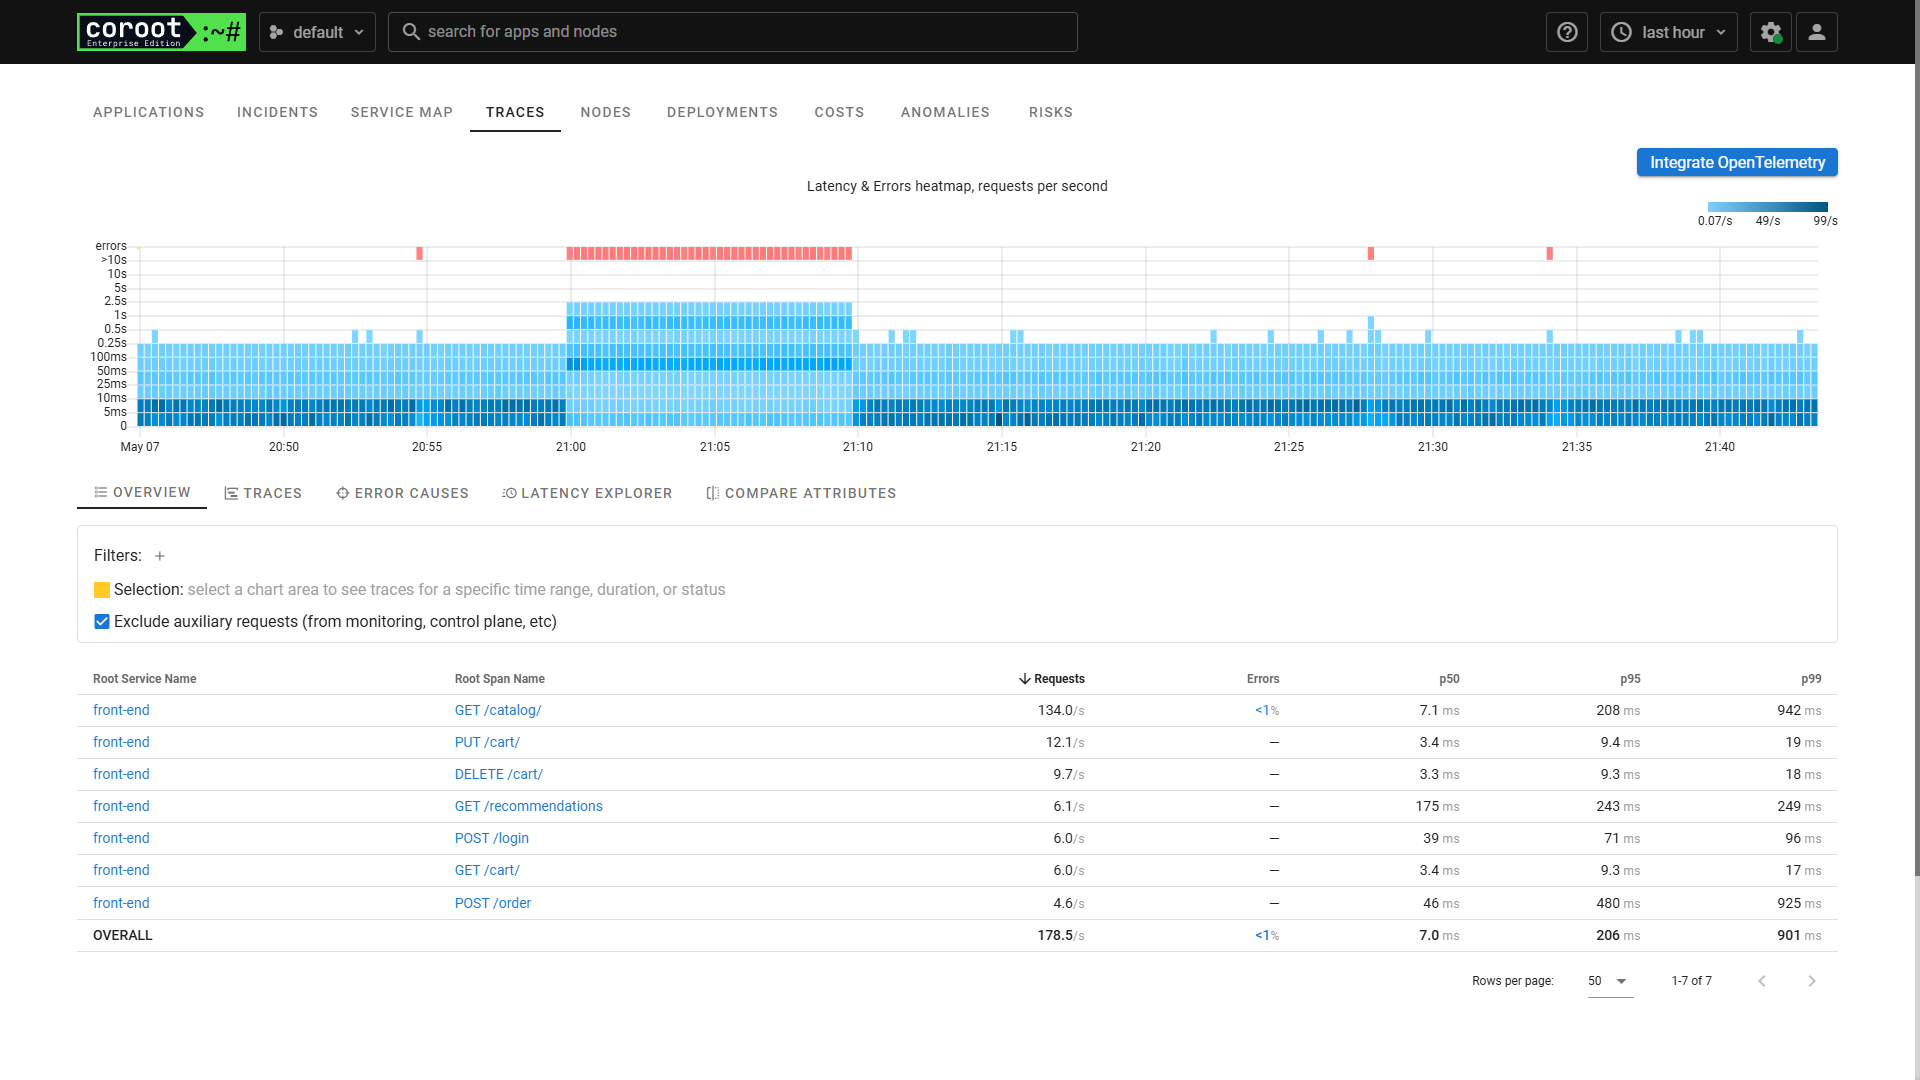 coroot :~#
Enterprise Edition
default
search for apps and nodes
last hour
APPLICATIONS INCIDENTS SERVICE MAP TRACES NODES DEPLOYMENTS COSTS ANOMALIES RISKS
Integrate OpenTelemetry
Latency & Errors heatmap, requests per second
0.07/s 49/s 99/s
errors
>10s
10s
5s
2.5s
1s
0.5s
0.25s
100ms
50ms
25ms
10ms
5ms
0
May 07 20:50 20:55 21:00 21:05 21:10 21:15 21:20 21:25 21:30 21:35 21:40
OVERVIEW TRACES ERROR CAUSES LATENCY EXPLORER COMPARE ATTRIBUTES
Filters: +
Selection: select a chart area to see traces for a specific time range, duration, or status
Exclude auxiliary requests (from monitoring, control plane, etc)
Root Service Name Root Span Name Requests Errors p50 p95 p99
front-end GET /catalog/ 134.0/s <1% 7.1 ms 208 ms 942 ms
front-end PUT /cart/ 12.1/s — 3.4 ms 9.4 ms 19 ms
front-end DELETE /cart/ 9.7/s — 3.3 ms 9.3 ms 18 ms
front-end GET /recommendations 6.1/s — 175 ms 243 ms 249 ms
front-end POST /login 6.0/s — 39 ms 71 ms 96 ms
front-end GET /cart/ 6.0/s — 3.4 ms 9.3 ms 17 ms
front-end POST /order 4.6/s — 46 ms 480 ms 925 ms
OVERALL 178.5/s <1% 7.0 ms 206 ms 901 ms
Rows per page: 50 1-7 of 7